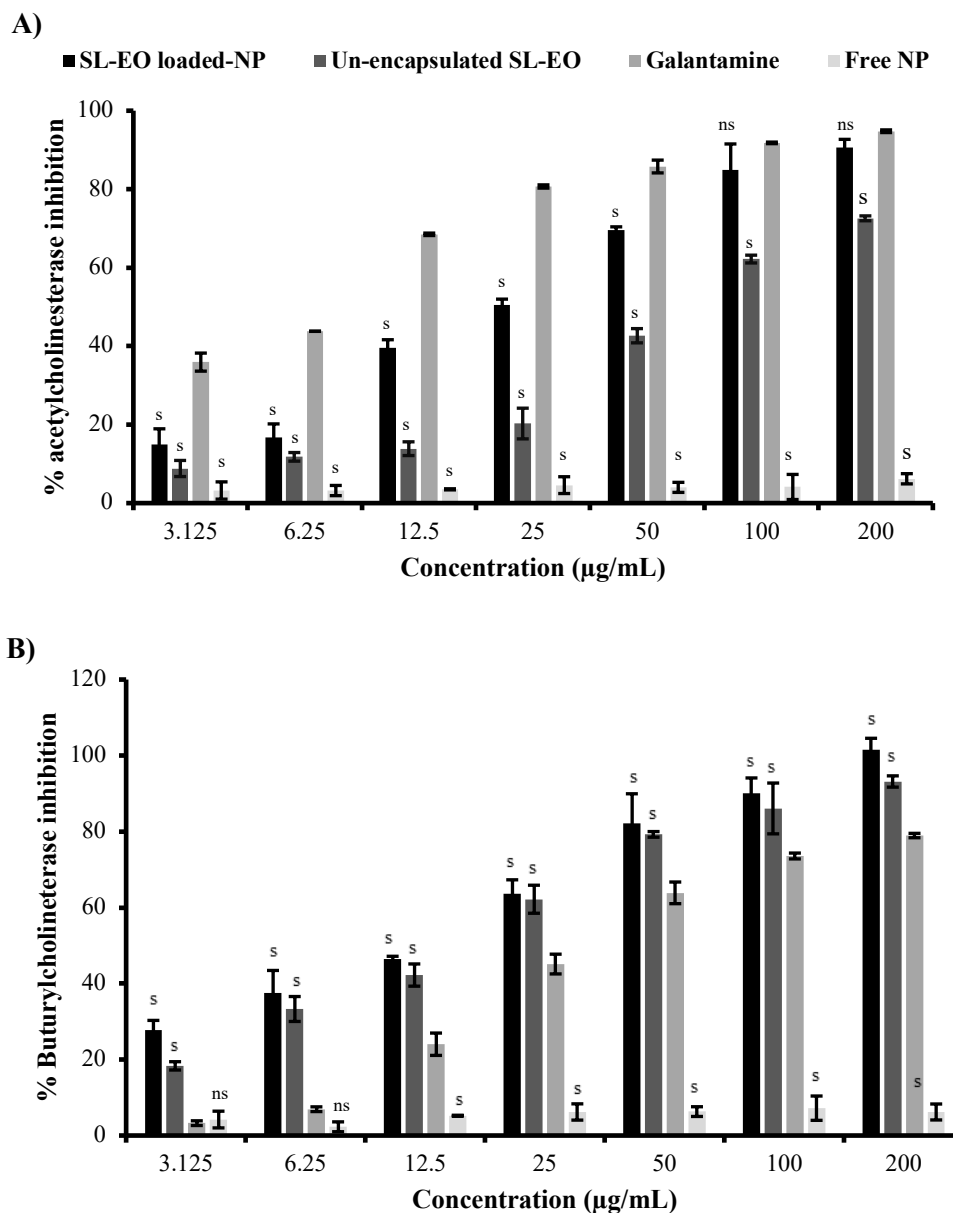 A)
SL-EO loaded-NP Un-encapsulated SL-EO Galantamine Free NP
% acetylcholinesterase inhibition
100
80
60
40
20
0
s s s
s s s
s s s
s s s
s s s
ns s s
ns s s
3.125 6.25 12.5 25 50 100 200
Concentration (µg/mL)
B)
% Buturylcholineterase inhibition
120
100
80
60
40
20
0
s s ns
s s ns
s s s
s s s
s s s
s s s
s s s
3.125 6.25 12.5 25 50 100 200
Concentration (µg/mL)